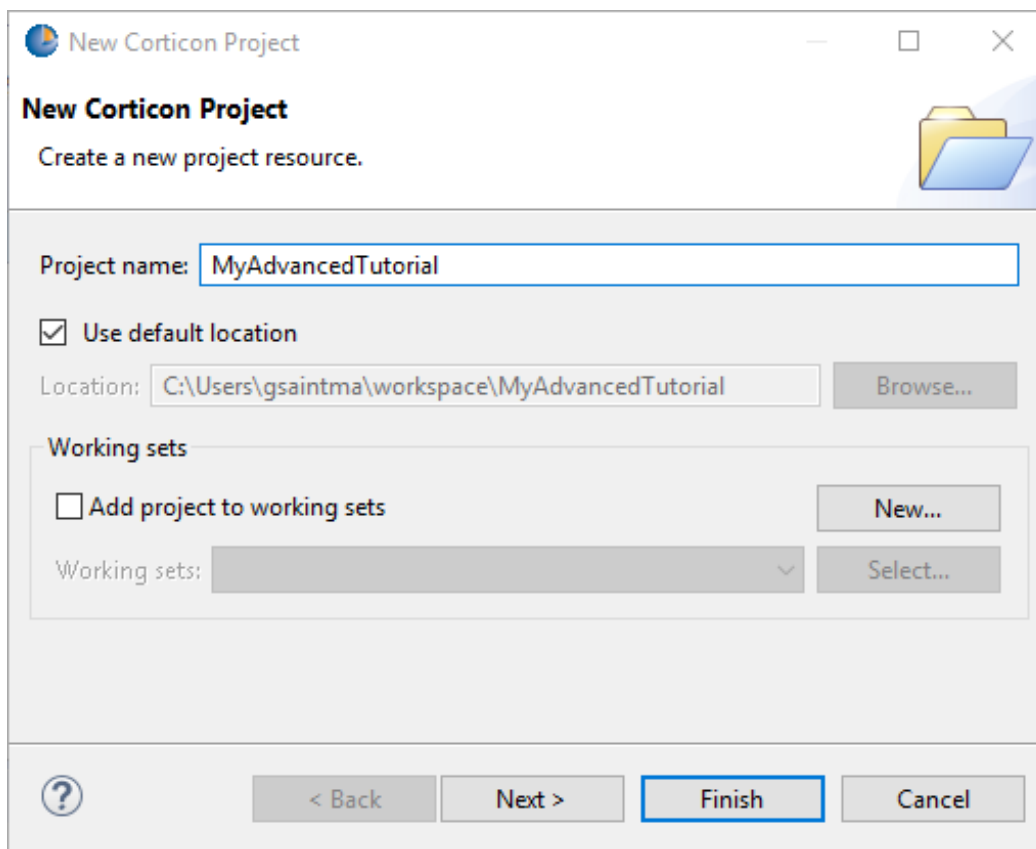 New Corticon Project
New Corticon Project
Create a new project resource.
Project name: MyAdvancedTutorial
Use default location
Location: C:\Users\gsaintma\workspace\MyAdvancedTutorial Browse...
Working sets
Add project to working sets New...
Working sets: Select...
? < Back Next > Finish Cancel